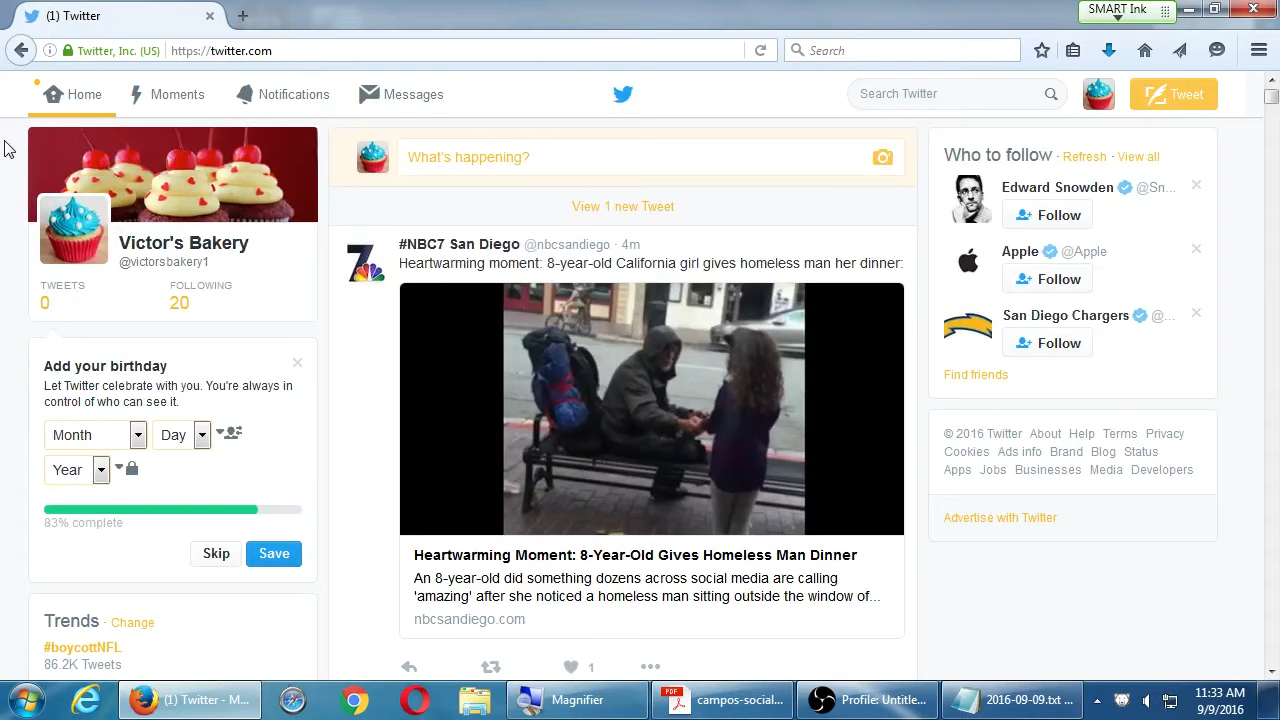 (1) Twitter
SMART Ink
Twitter, Inc. (US)
https://twitter.com
Search
Home
Moments
Notifications
Messages
Search Twitter
Tweet
Victor's Bakery
@victorsbakery1
TWEETS
FOLLOWING
0
20
Add your birthday
Let Twitter celebrate with you. You're always in
control of who can see it.
Month
Day
Year
83% complete
Skip
Save
Trends · Change
#boycottNFL
86.2K Tweets
What's happening?
View 1 new Tweet
#NBC7 San Diego @nbcsandiego · 4m
Heartwarming moment: 8-year-old California girl gives homeless man her dinner:
7
Heartwarming Moment: 8-Year-Old Gives Homeless Man Dinner
An 8-year-old did something dozens across social media are calling
'amazing' after she noticed a homeless man sitting outside the window of...
nbcsandiego.com
1
Who to follow · Refresh · View all
Edward Snowden @Sn...
Follow
Apple @Apple
Follow
San Diego Chargers @...
Follow
Find friends
© 2016 Twitter About Help Terms Privacy
Cookies Ads info Brand Blog Status
Apps Jobs Businesses Media Developers
Advertise with Twitter
(1) Twitter - M...
Magnifier
PDF
campos-social...
Profile: Untitle...
2016-09-09.txt ...
11:33 AM
9/9/2016